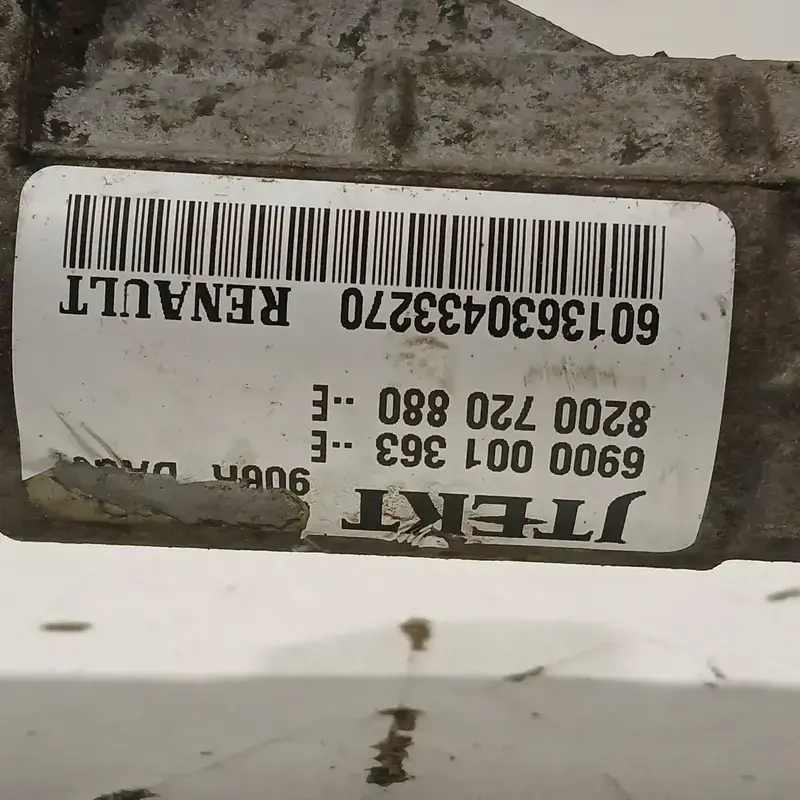 JTEKT
6900 001 363 --E
8200 720 880 --E
6013630433270 RENAULT